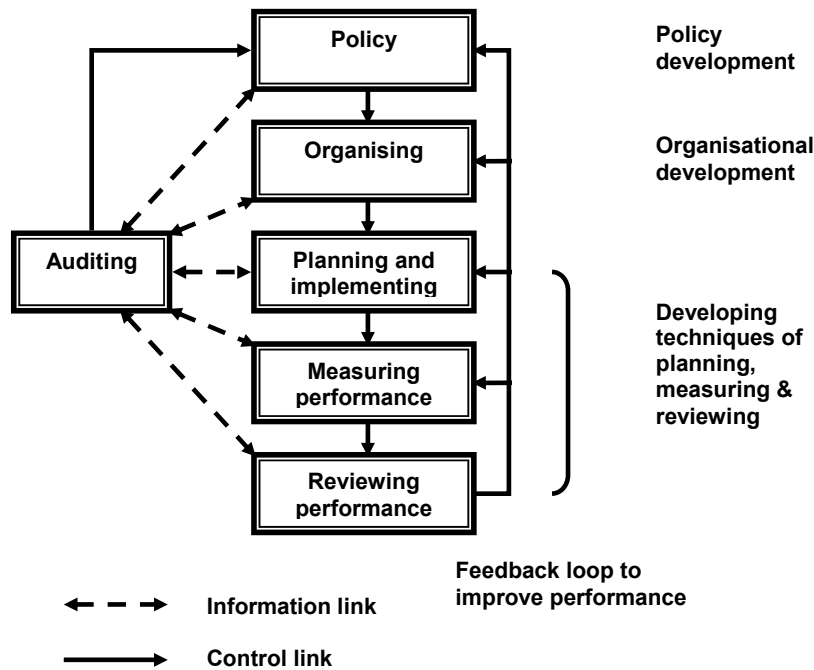 Policy
Policy
development
Organising
Organisational
development
Auditing
Planning and
implementing
Developing
techniques of
planning,
measuring &
reviewing
Measuring
performance
Reviewing
performance
Feedback loop to
improve performance
Information link
Control link